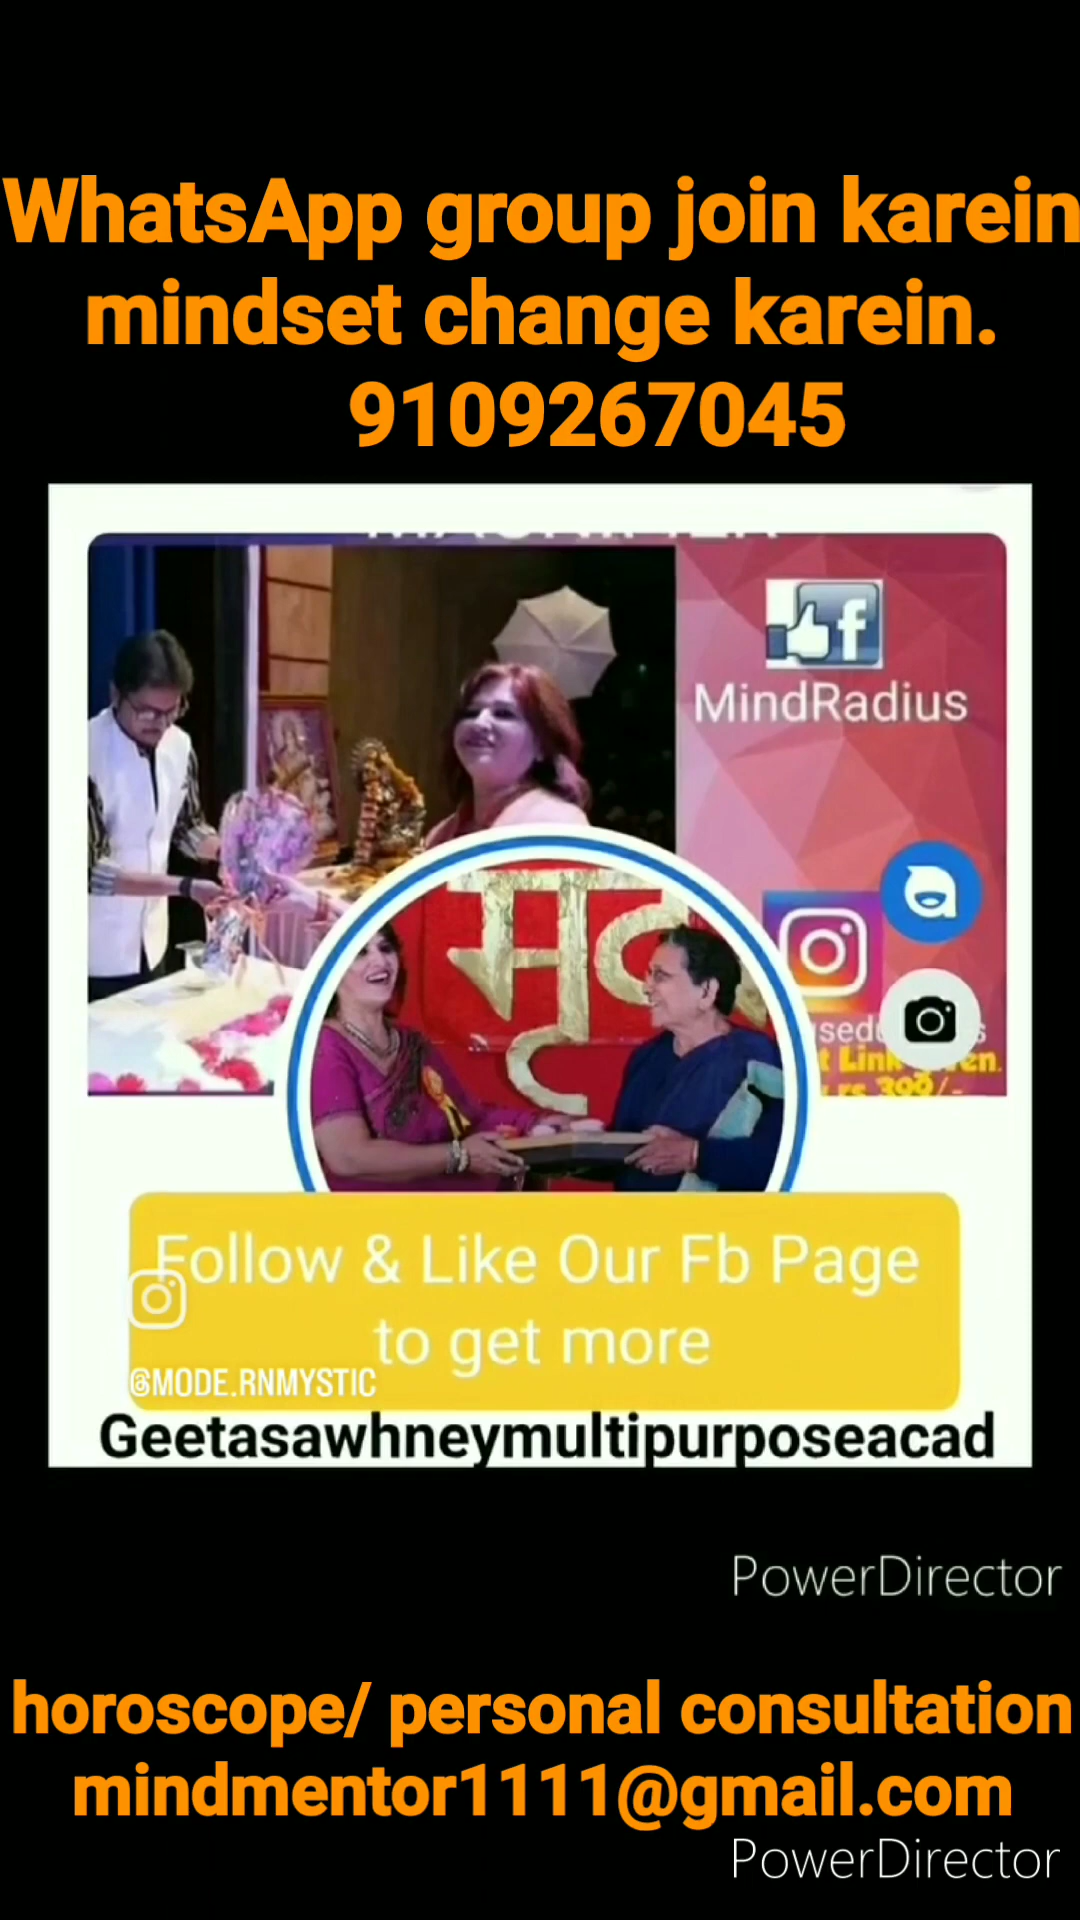 WhatsApp group join karein
mindset change karein.
9109267045
MindRadius
Follow & Like Our Fb Page
to get more
@MODE.RNMYSTIC
Geetasawhneymultipurposeacad
PowerDirector
horoscope/ personal consultation
mindmentor1111@gmail.com
PowerDirector